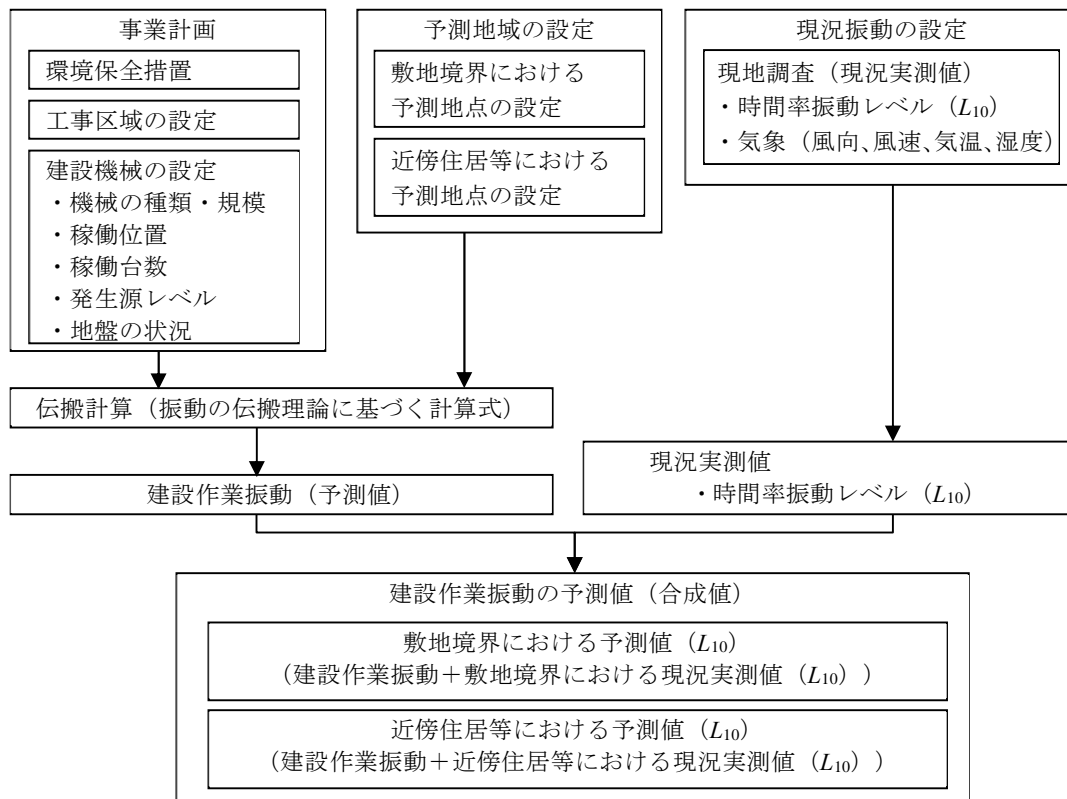 事業計画
環境保全措置
工事区域の設定
建設機械の設定
・機械の種類・規模
・稼働位置
・稼働台数
・発生源レベル
・地盤の状況
予測地域の設定
敷地境界における
予測地点の設定
近傍住居等における
予測地点の設定
現況振動の設定
現地調査（現況実測値）
・時間率振動レベル（L10）
・気象（風向、風速、気温、湿度）
伝搬計算（振動の伝搬理論に基づく計算式）
建設作業振動（予測値）
現況実測値
・時間率振動レベル（L10）
建設作業振動の予測値（合成値）
敷地境界における予測値（L10）
（建設作業振動＋敷地境界における現況実測値（L10））
近傍住居等における予測値（L10）
（建設作業振動＋近傍住居等における現況実測値（L10））